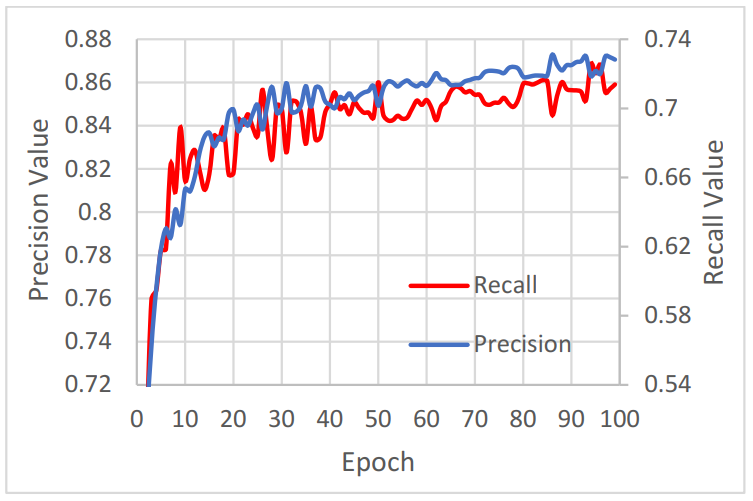 0.88
0.86
0.84
0.82
0.8
0.78
0.76
0.74
0.72
Precision Value
0.74
0.7
0.66
0.62
0.58
0.54
Recall Value
Recall
Precision
0 10 20 30 40 50 60 70 80 90 100
Epoch